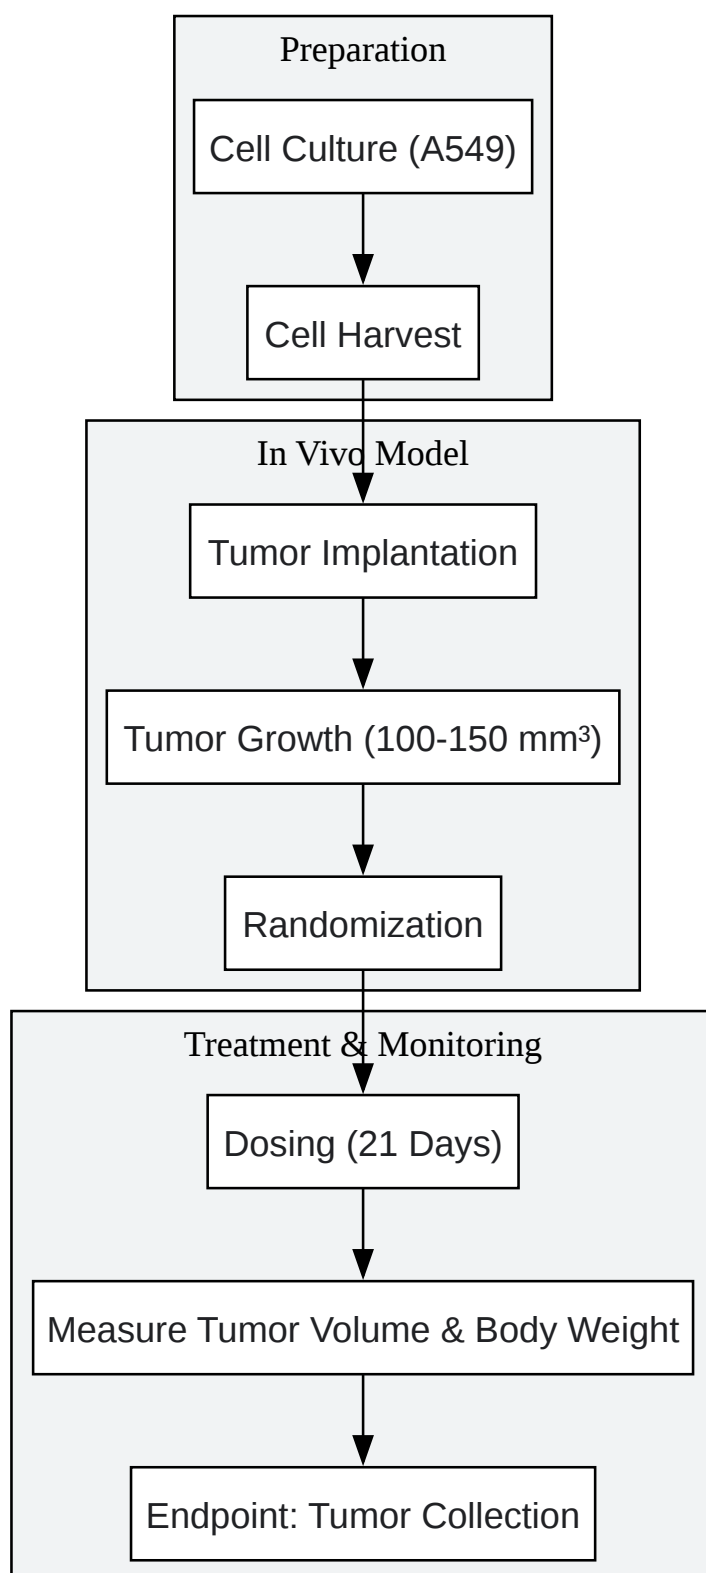 Preparation
Cell Culture (A549)
Cell Harvest
In Vivo Model
Tumor Implantation
Tumor Growth (100-150 mm³)
Randomization
Treatment & Monitoring
Dosing (21 Days)
Measure Tumor Volume & Body Weight
Endpoint: Tumor Collection